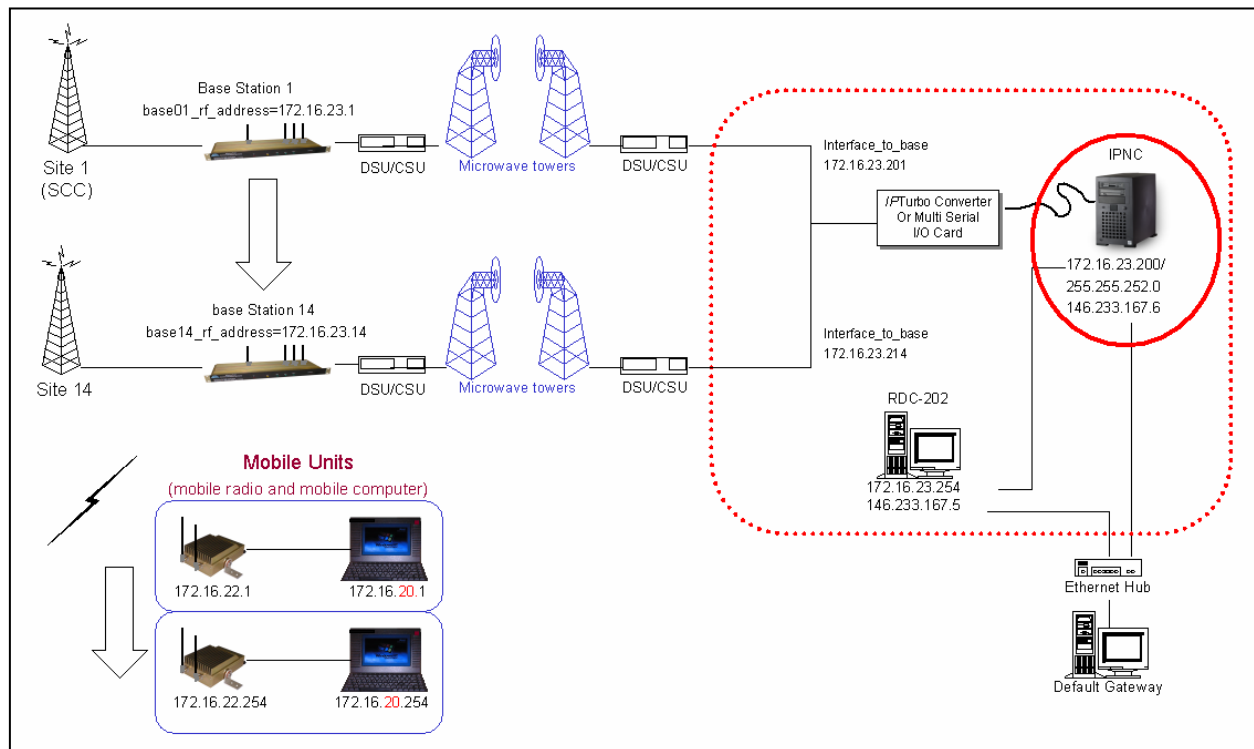 Base Station 1
base01_rf_address=172.16.23.1
Site 1
(SCC)
DSU/CSU
Microwave towers
DSU/CSU
Interface_to_base
172.16.23.201
IPTurbo Converter
Or Multi Serial
I/O Card
IPNC
172.16.23.200/
255.255.252.0
146.233.167.6
base Station 14
base14_rf_address=172.16.23.14
Site 14
DSU/CSU
Microwave towers
DSU/CSU
Interface_to_base
172.16.23.214
RDC-202
172.16.23.254
146.233.167.5
Ethernet Hub
Default Gateway
Mobile Units
(mobile radio and mobile computer)
172.16.22.1
172.16.20.1
172.16.22.254
172.16.20.254